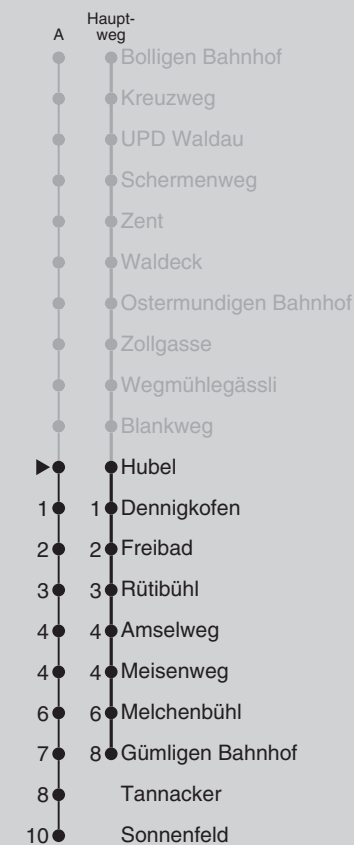 A Haupt-
weg
Bolligen Bahnhof
Kreuzweg
UPD Waldau
Schermenweg
Zent
Waldeck
Ostermundigen Bahnhof
Zollgasse
Wegmühlegässli
Blankweg
Hubel
1 1 Dennigkofen
2 2 Freibad
3 3 Rütibühl
4 4 Amselweg
4 4 Meisenweg
6 6 Melchenbühl
7 8 Gümligen Bahnhof
8 Tannacker
10 Sonnenfeld